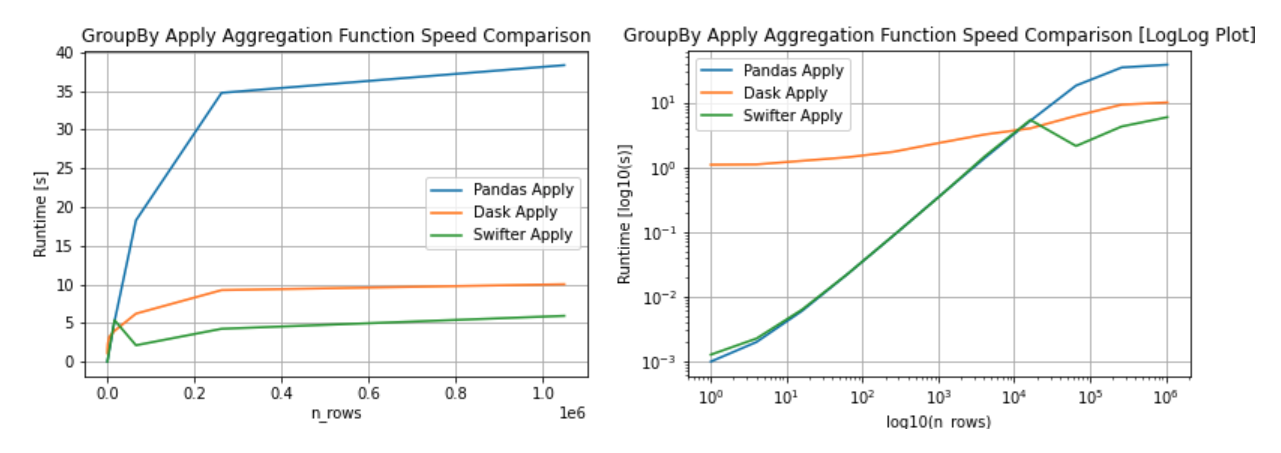 GroupBy Apply Aggregation Function Speed Comparison
40
35
30
25
20
15
10
5
0
Runtime [s]
Pandas Apply
Dask Apply
Swifter Apply
0.0 0.2 0.4 0.6 0.8 1.0
1e6
n_rows
GroupBy Apply Aggregation Function Speed Comparison [LogLog Plot]
Pandas Apply
Dask Apply
Swifter Apply
10¹
10⁰
10⁻¹
10⁻²
10⁻³
Runtime [log10(s)]
10⁰ 10¹ 10² 10³ 10⁴ 10⁵ 10⁶
log10(n_rows)